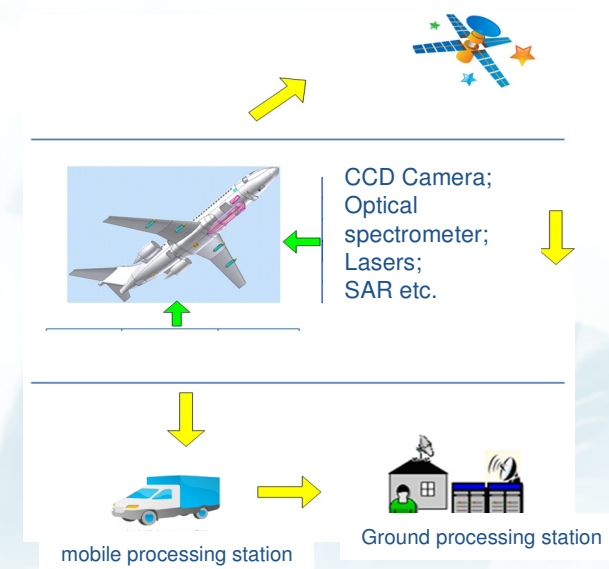 CCD Camera;
Optical
spectrometer;
Lasers;
SAR etc.
mobile processing station
Ground processing station